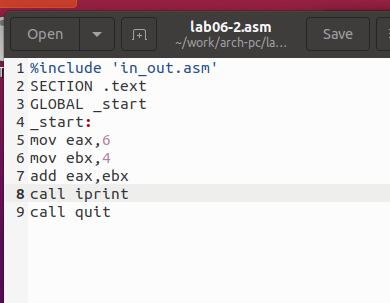 Open
lab06-2.asm
~/work/arch-pc/la...
Save
1 %include 'in_out.asm'
2 SECTION .text
3 GLOBAL _start
4 _start:
5 mov eax,6
6 mov ebx,4
7 add eax,ebx
8 call iprint
9 call quit